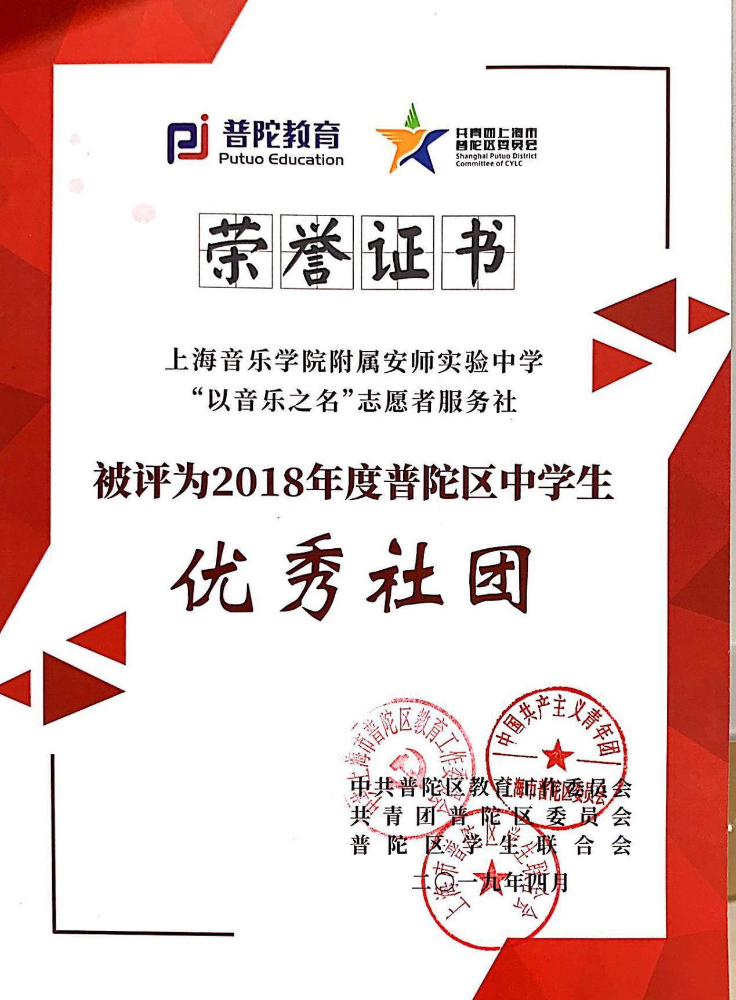 普陀教育
Putuo Education
共青团上海市
普陀区委员会
Shanghai Putuo District
Committee of CYLC
荣誉证书
上海音乐学院附属安师实验中学
“以音乐之名”志愿者服务社
被评为2018年度普陀区中学生
优秀社团
上海市普陀区教育工作委员会
中国共产主义青年团
上海市普陀区委员会
中共普陀区教育工作委员会
共青团普陀区委员会
普陀区学生联合会
二〇一九年四月
上海市普陀区学生联合会